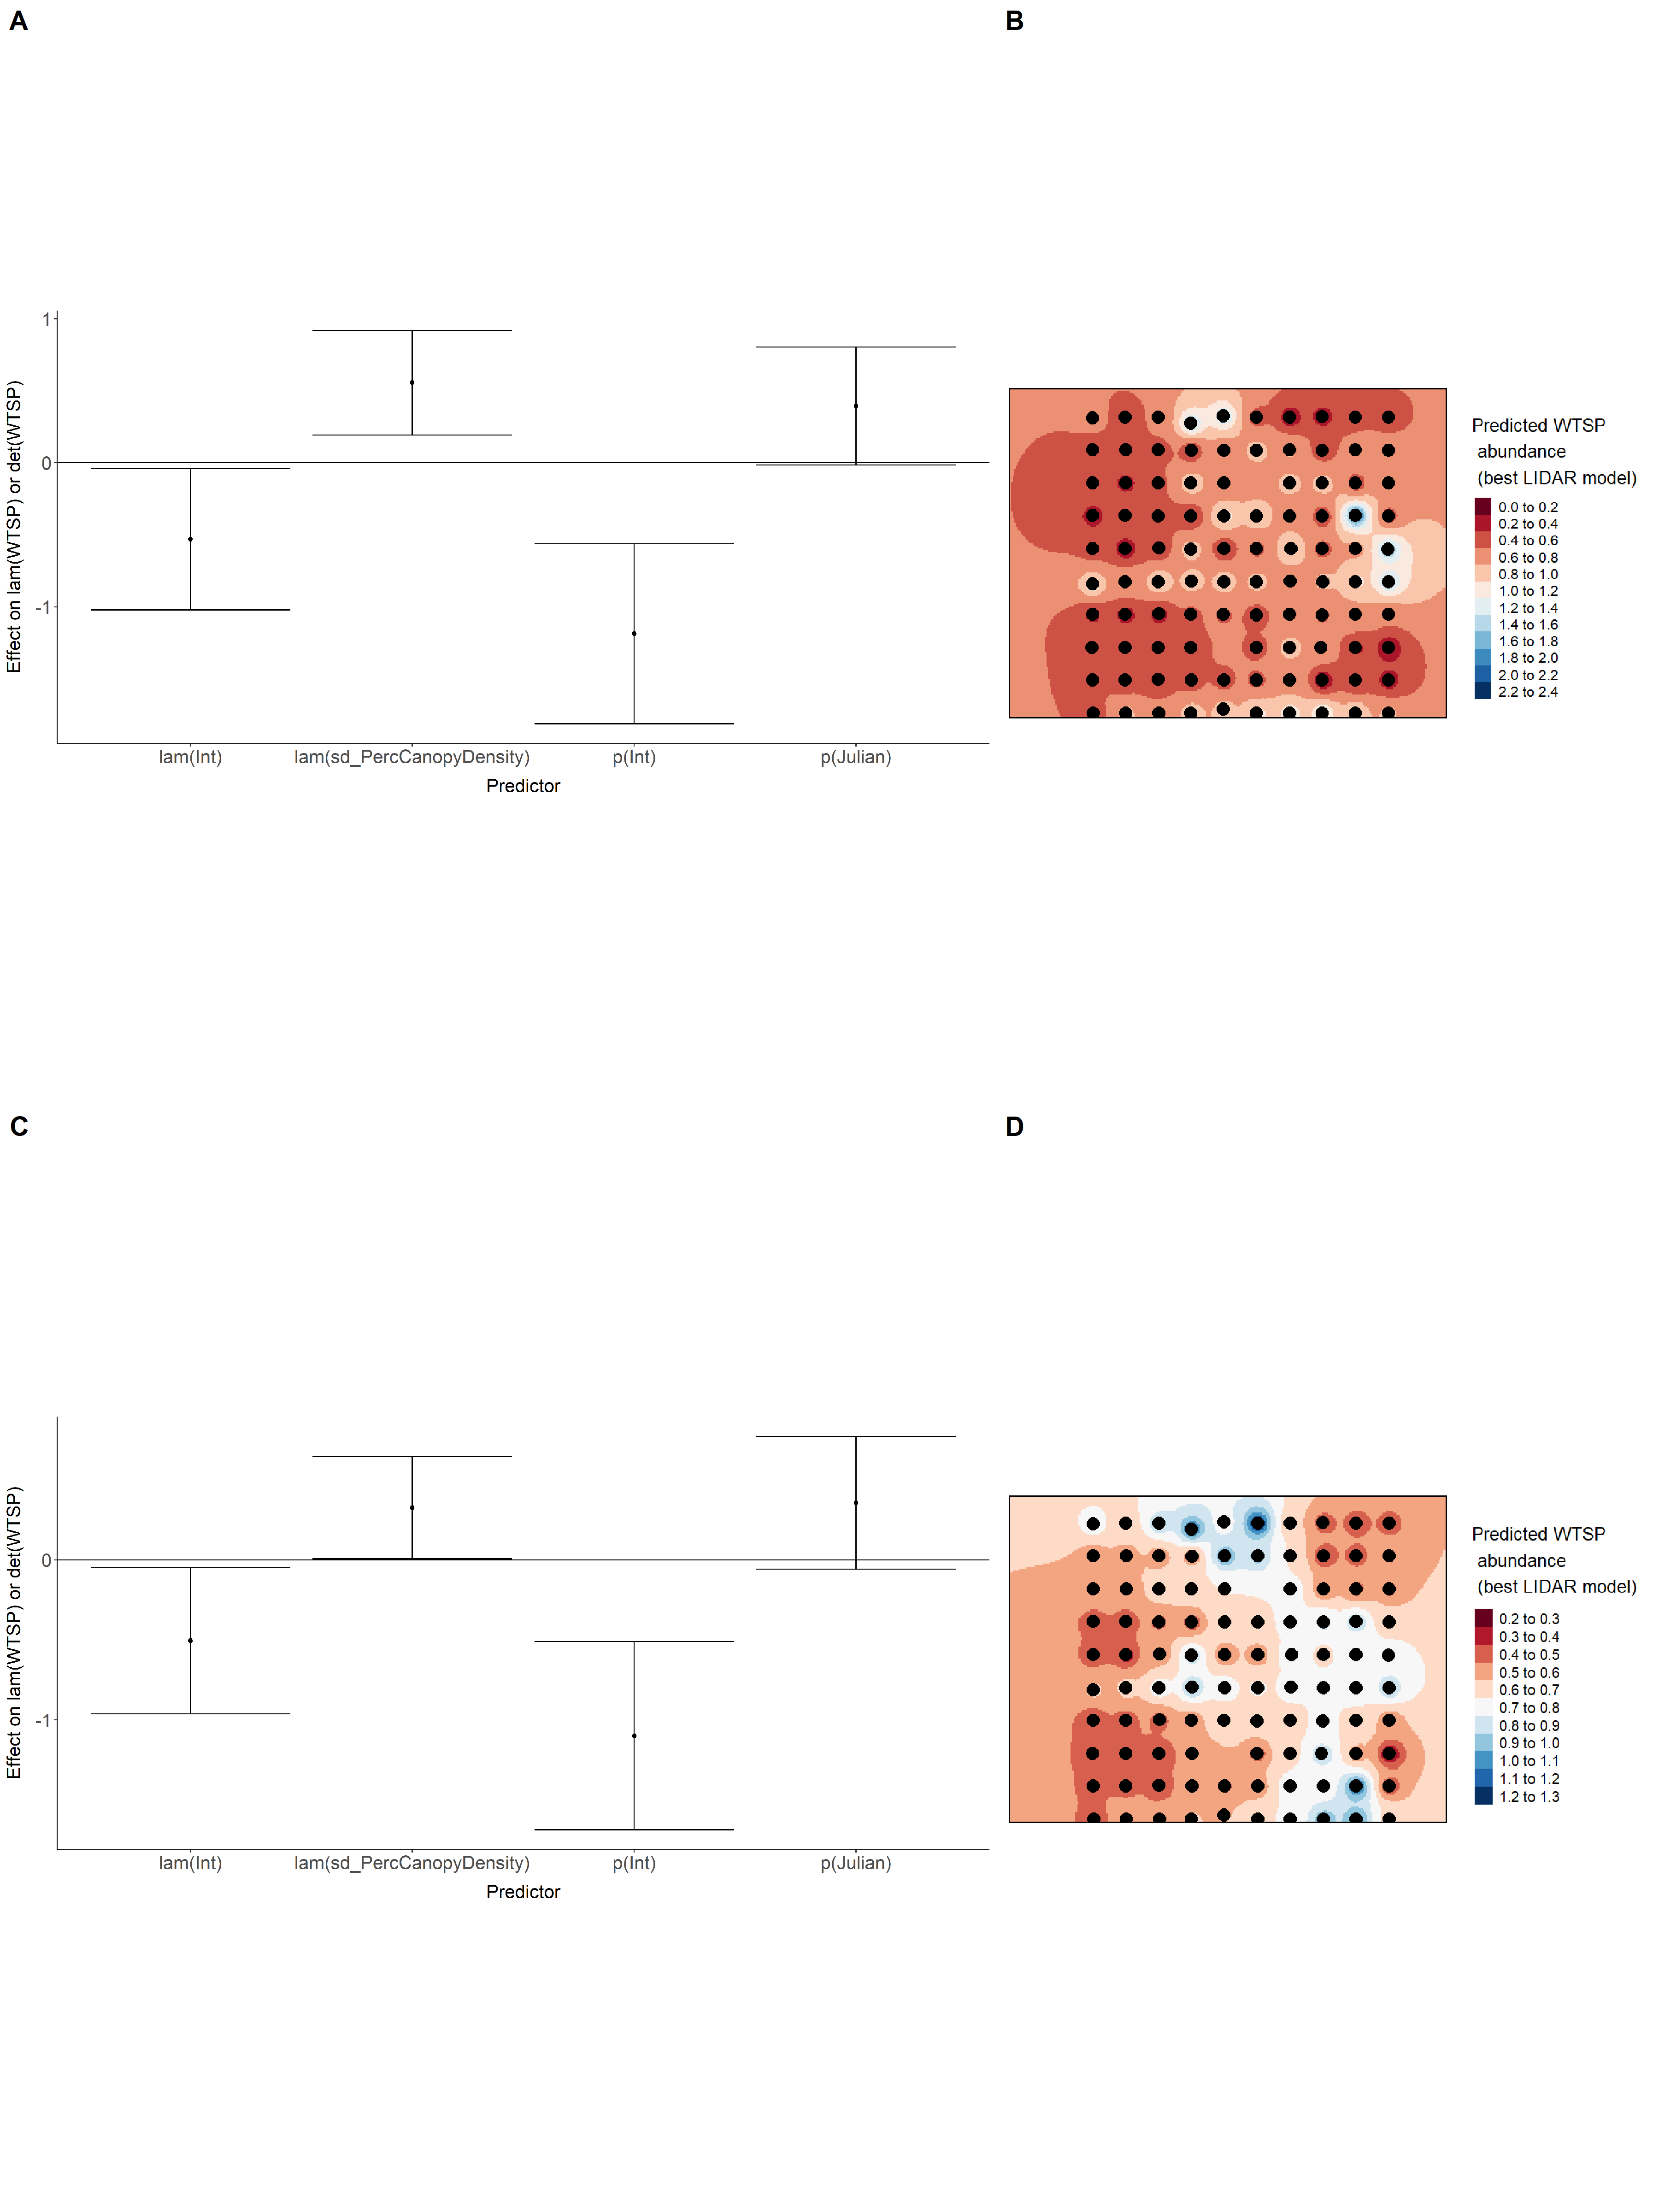 A
B
1
0
-1
Effect on lam(WTSP) or det(WTSP)
lam(Int)
lam(sd_PercCanopyDensity)
p(Int)
p(Julian)
Predictor
Predicted WTSP
abundance
(best LIDAR model)
0.0 to 0.2
0.2 to 0.4
0.4 to 0.6
0.6 to 0.8
0.8 to 1.0
1.0 to 1.2
1.2 to 1.4
1.4 to 1.6
1.6 to 1.8
1.8 to 2.0
2.0 to 2.2
2.2 to 2.4
C
D
0
-1
Effect on lam(WTSP) or det(WTSP)
lam(Int)
lam(sd_PercCanopyDensity)
p(Int)
p(Julian)
Predictor
Predicted WTSP
abundance
(best LIDAR model)
0.2 to 0.3
0.3 to 0.4
0.4 to 0.5
0.5 to 0.6
0.6 to 0.7
0.7 to 0.8
0.8 to 0.9
0.9 to 1.0
1.0 to 1.1
1.1 to 1.2
1.2 to 1.3